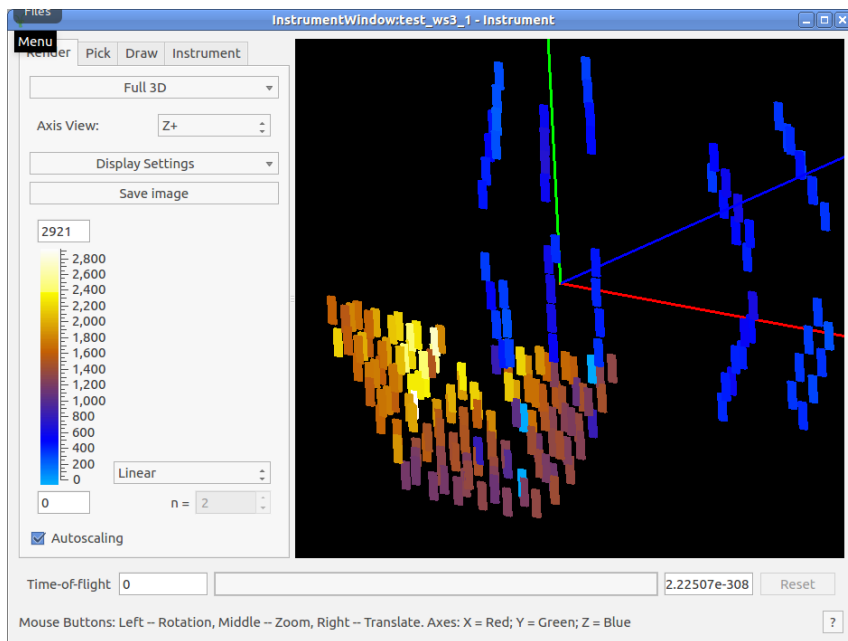 InstrumentWindow:test_ws3_1 - Instrument
Files
Menu
Render Pick Draw Instrument
Full 3D
Axis View: Z+
Display Settings
Save image
2921
2,800
2,600
2,400
2,200
2,000
1,800
1,600
1,400
1,200
1,000
800
600
400
200
0
Linear
0 n = 2
Autoscaling
Time-of-flight 0 2.22507e-308 Reset
Mouse Buttons: Left -- Rotation, Middle -- Zoom, Right -- Translate. Axes: X = Red; Y = Green; Z = Blue ?